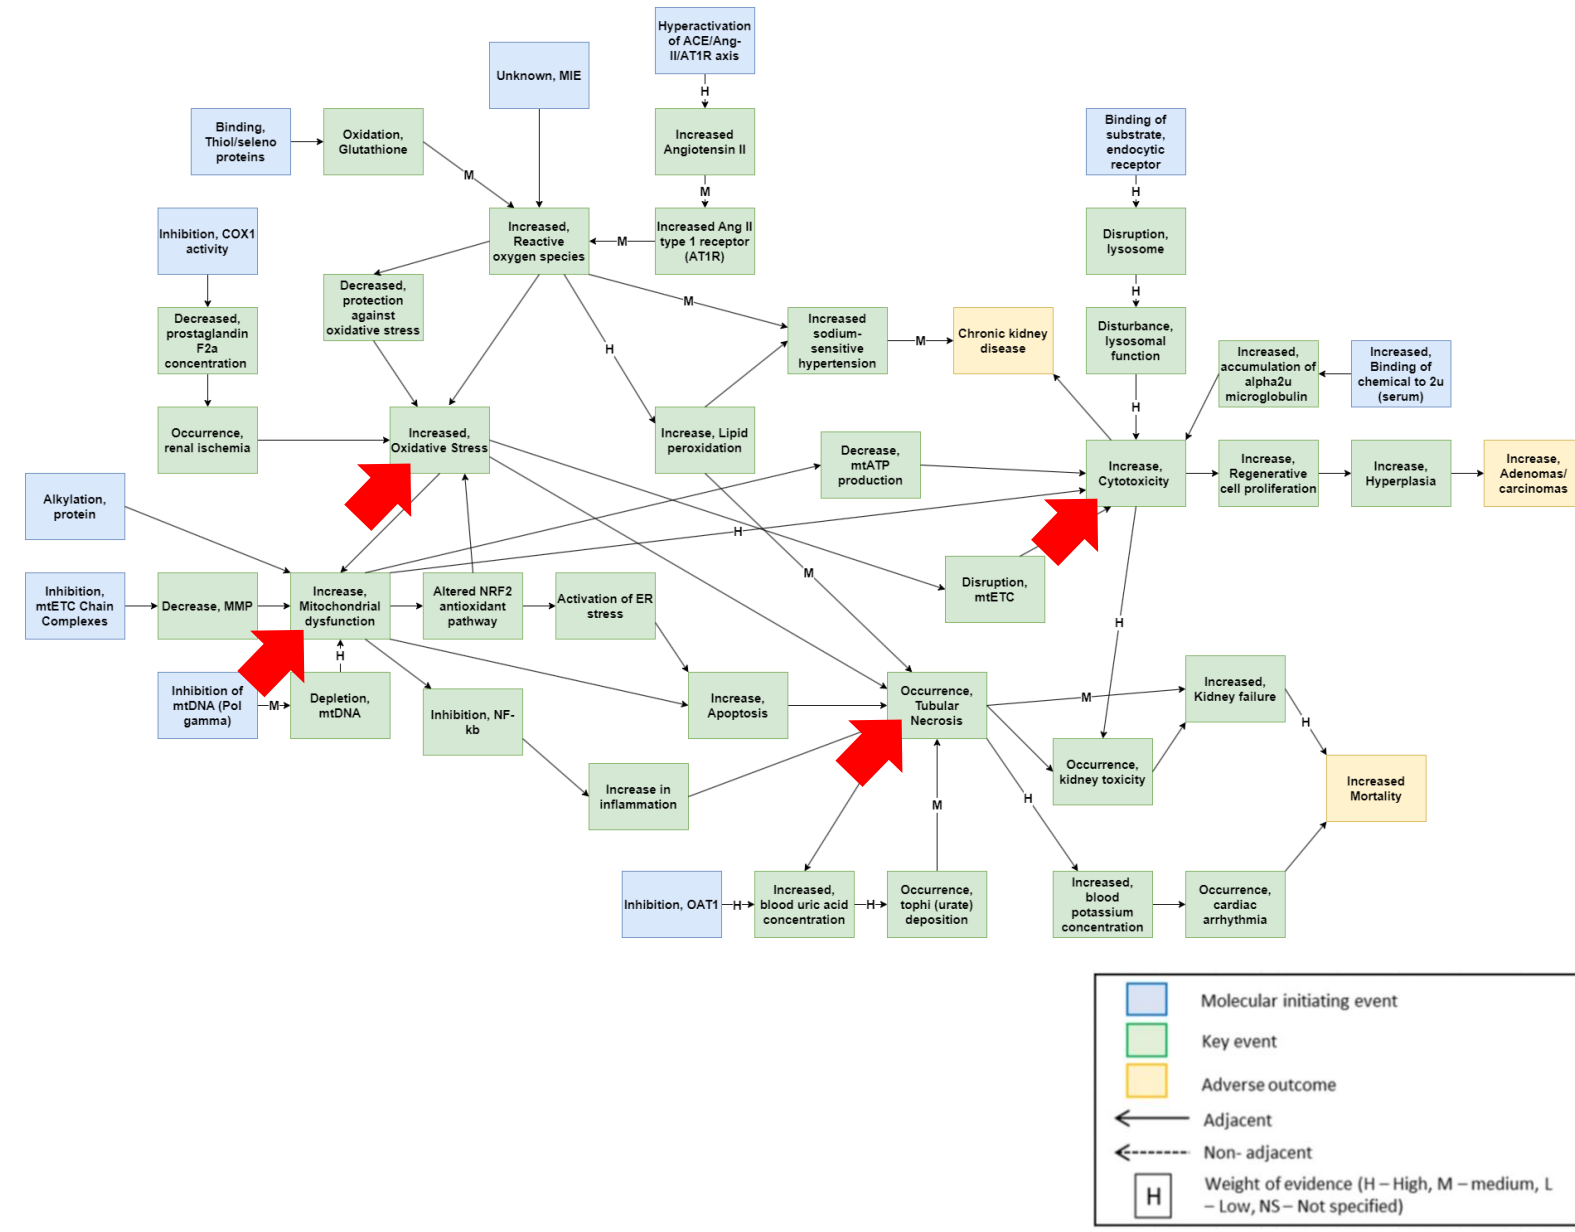 Hyperactivation
of ACE/Ang-
II/AT1R axis
Unknown, MIE
H
Binding,
Thiol/seleno
proteins
Oxidation,
Glutathione
Increased
Angiotensin II
Binding of
substrate,
endocytic
receptor
M
M
H
Inhibition, COX1
activity
Increased,
Reactive
oxygen species
M
Increased Ang II
type 1 receptor
(AT1R)
Disruption,
lysosome
Decreased,
protection
against
oxidative stress
M
H
Decreased,
prostaglandin
F2a
concentration
H
Increased
sodium-
sensitive
hypertension
M
Chronic kidney
disease
Disturbance,
lysosomal
function
Increased,
accumulation of
alpha2u
microglobulin
Increased,
Binding of
chemical to 2u
(serum)
H
Occurrence,
renal ischemia
Increased,
Oxidative Stress
Increase, Lipid
peroxidation
Decrease,
mtATP
production
Increase,
Cytotoxicity
Increase,
Regenerative
cell proliferation
Increase,
Hyperplasia
Increase,
Adenomas/
carcinomas
Alkylation,
protein
H
Inhibition,
mtETC Chain
Complexes
Decrease, MMP
Increase,
Mitochondrial
dysfunction
Altered NRF2
antioxidant
pathway
Activation of ER
stress
M
Disruption,
mtETC
H
H
Inhibition of
mtDNA (Pol
gamma)
M
Depletion,
mtDNA
Inhibition, NF-
kb
Increase,
Apoptosis
Occurrence,
Tubular
Necrosis
M
Increased,
Kidney failure
H
Increase in
inflammation
Occurrence,
kidney toxicity
Increased
Mortality
M
H
Inhibition, OAT1
H
Increased,
blood uric acid
concentration
H
Occurrence,
tophi (urate)
deposition
Increased,
blood
potassium
concentration
Occurrence,
cardiac
arrhythmia
Molecular initiating event
Key event
Adverse outcome
Adjacent
Non- adjacent
H
Weight of evidence (H – High, M – medium, L
– Low, NS – Not specified)